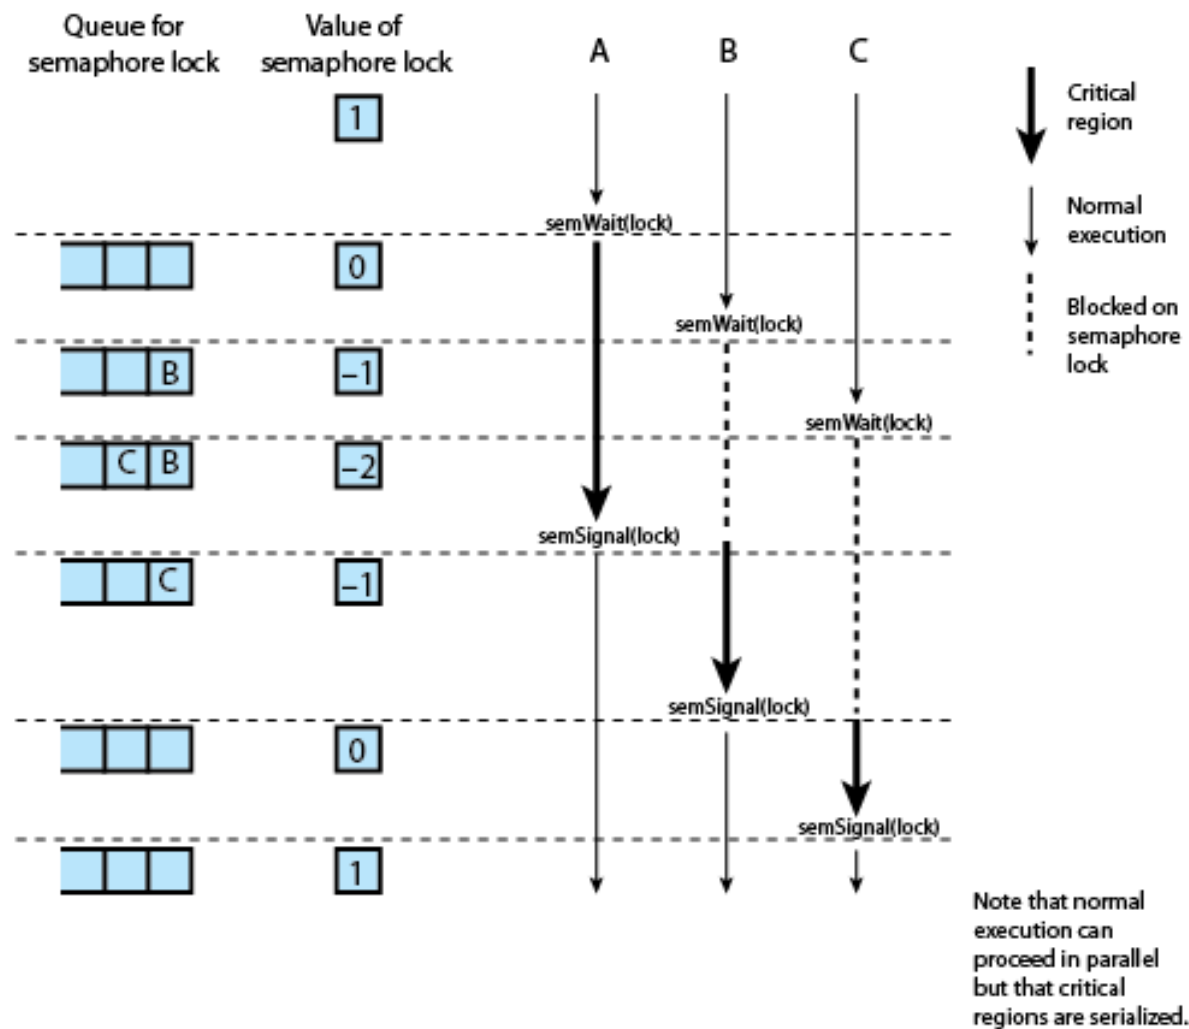 Queue for
semaphore lock
Value of
semaphore lock
A
B
C
1
Critical
region
Normal
execution
semWait(lock)
0
Blocked on
semaphore
lock
semWait(lock)
B
–1
semWait(lock)
C B
–2
semSignal(lock)
C
–1
semSignal(lock)
0
semSignal(lock)
1
Note that normal
execution can
proceed in parallel
but that critical
regions are serialized.